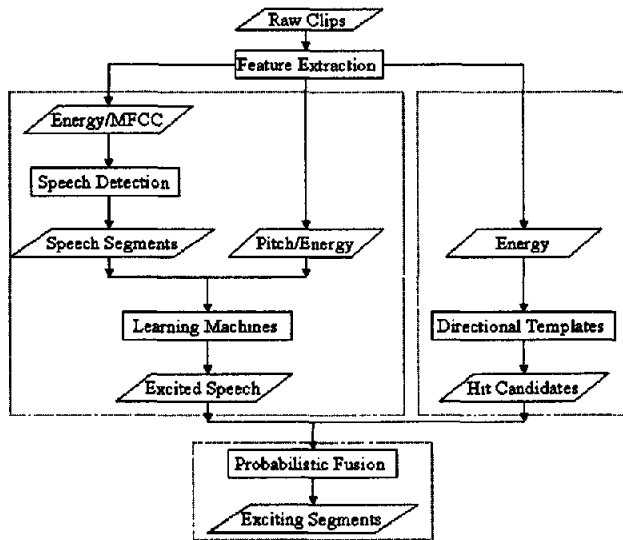 Raw Clips
Feature Extraction
Energy/MFCC
Speech Detection
Speech Segments
Pitch/Energy
Energy
Learning Machines
Directional Templates
Excited Speech
Hit Candidates
Probabilistic Fusion
Exciting Segments